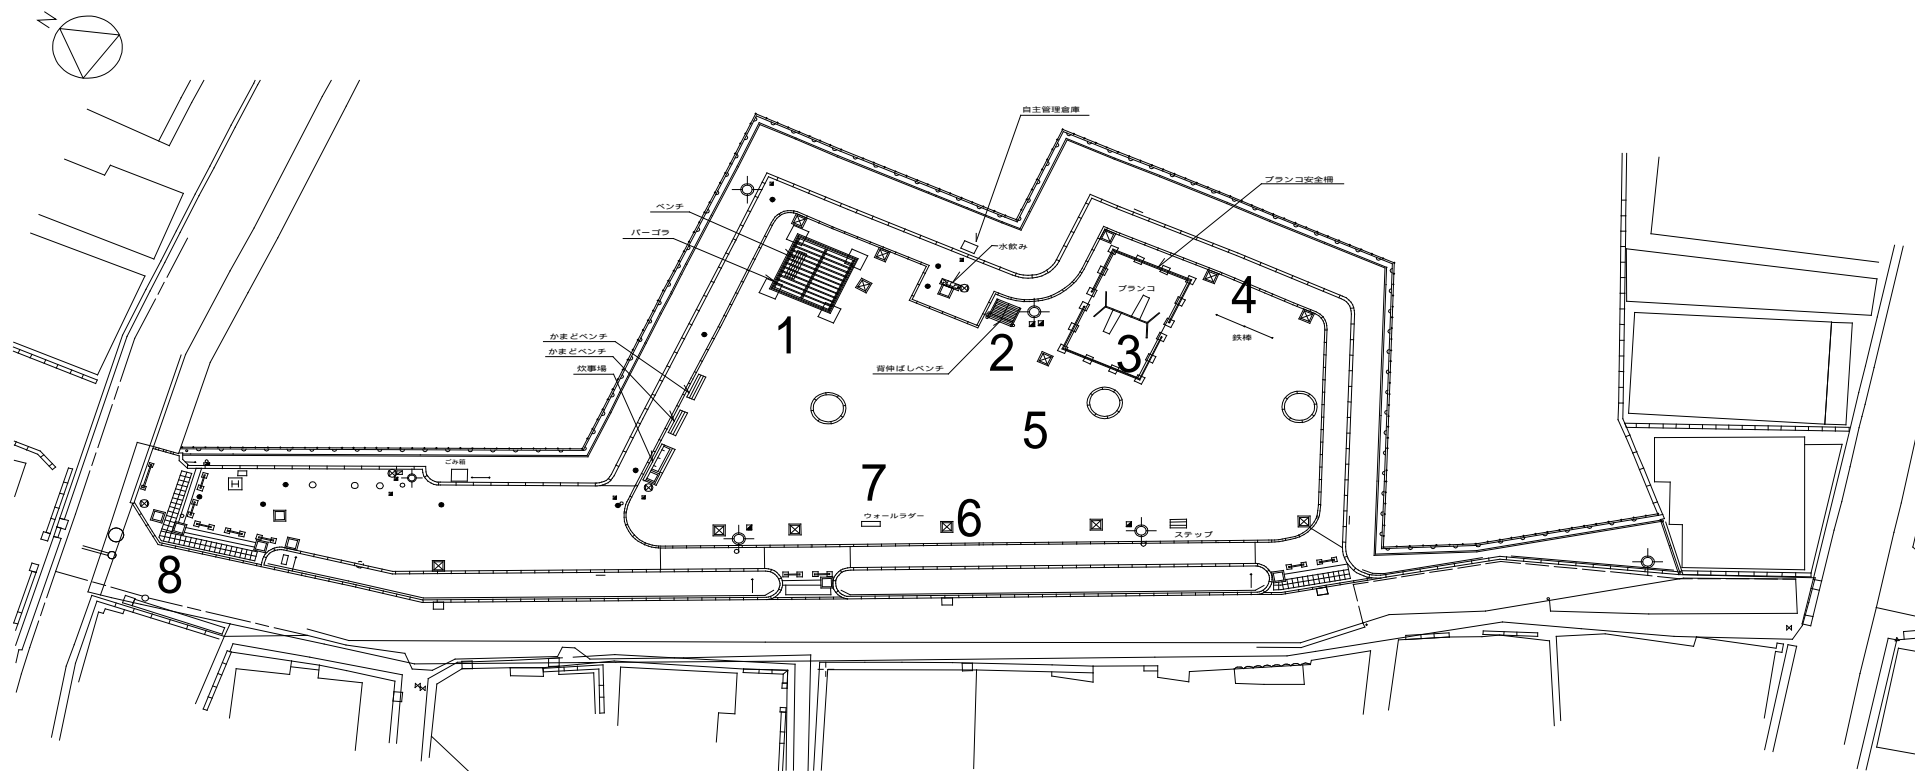 N
自主管理倉庫
ブランコ安全柵
ベンチ
パーゴラ
水飲み
ブランコ
4
鉄棒
1
2
3
かまどベンチ
かまどベンチ
炊事場
背伸ばしベンチ
5
ごみ箱
7
ウォールラダー
6
ステップ
8